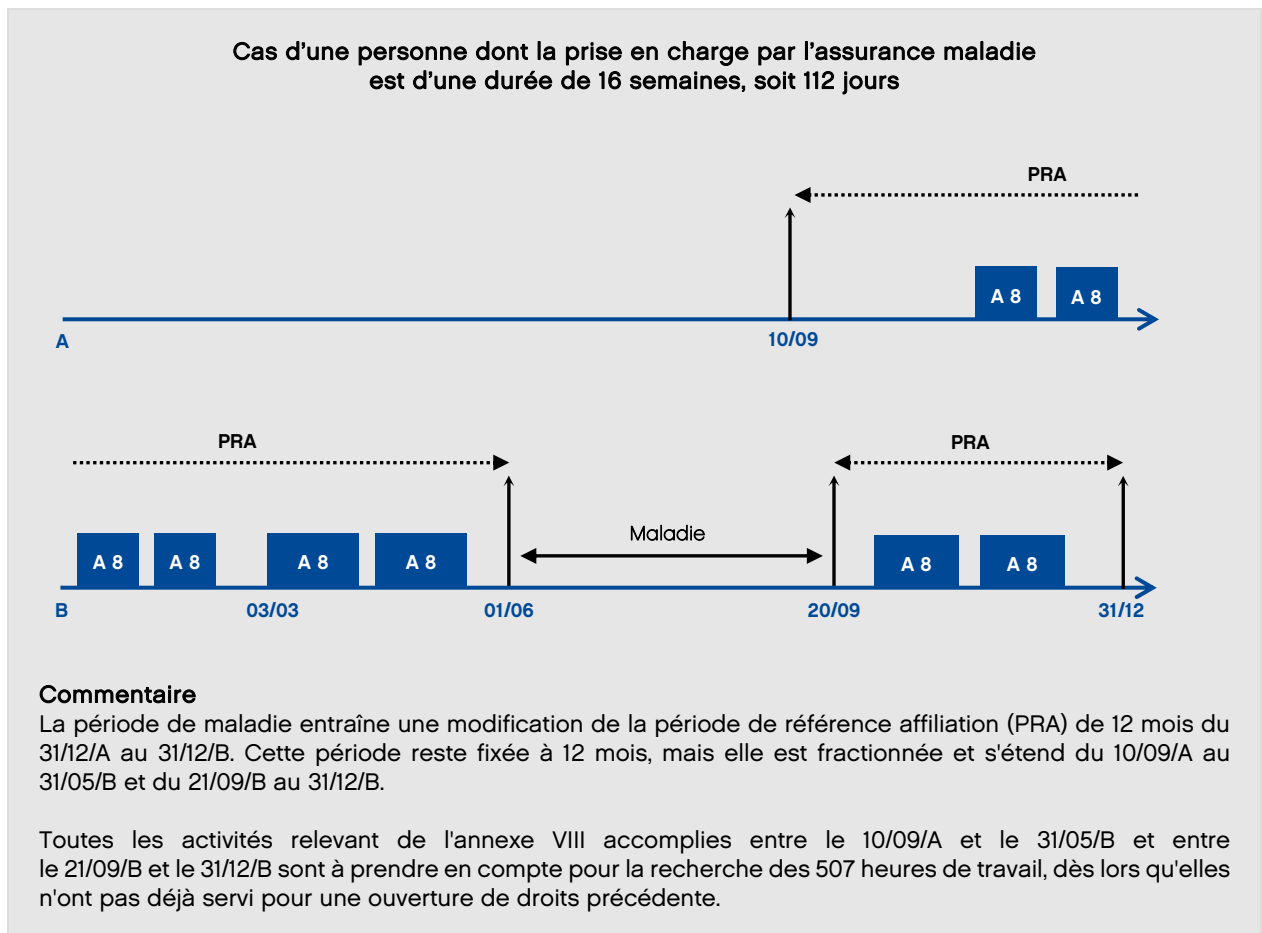 Cas d’une personne dont la prise en charge par l’assurance maladie
est d’une durée de 16 semaines, soit 112 jours
PRA
A 8 A 8
A 10/09
PRA PRA
Maladie
A 8 A 8 A 8 A 8 A 8 A 8
B 03/03 01/06 20/09 31/12
Commentaire
La période de maladie entraîne une modification de la période de référence affiliation (PRA) de 12 mois du
31/12/A au 31/12/B. Cette période reste fixée à 12 mois, mais elle est fractionnée et s'étend du 10/09/A au
31/05/B et du 21/09/B au 31/12/B.
Toutes les activités relevant de l'annexe VIII accomplies entre le 10/09/A et le 31/05/B et entre
le 21/09/B et le 31/12/B sont à prendre en compte pour la recherche des 507 heures de travail, dès lors qu'elles
n'ont pas déjà servi pour une ouverture de droits précédente.